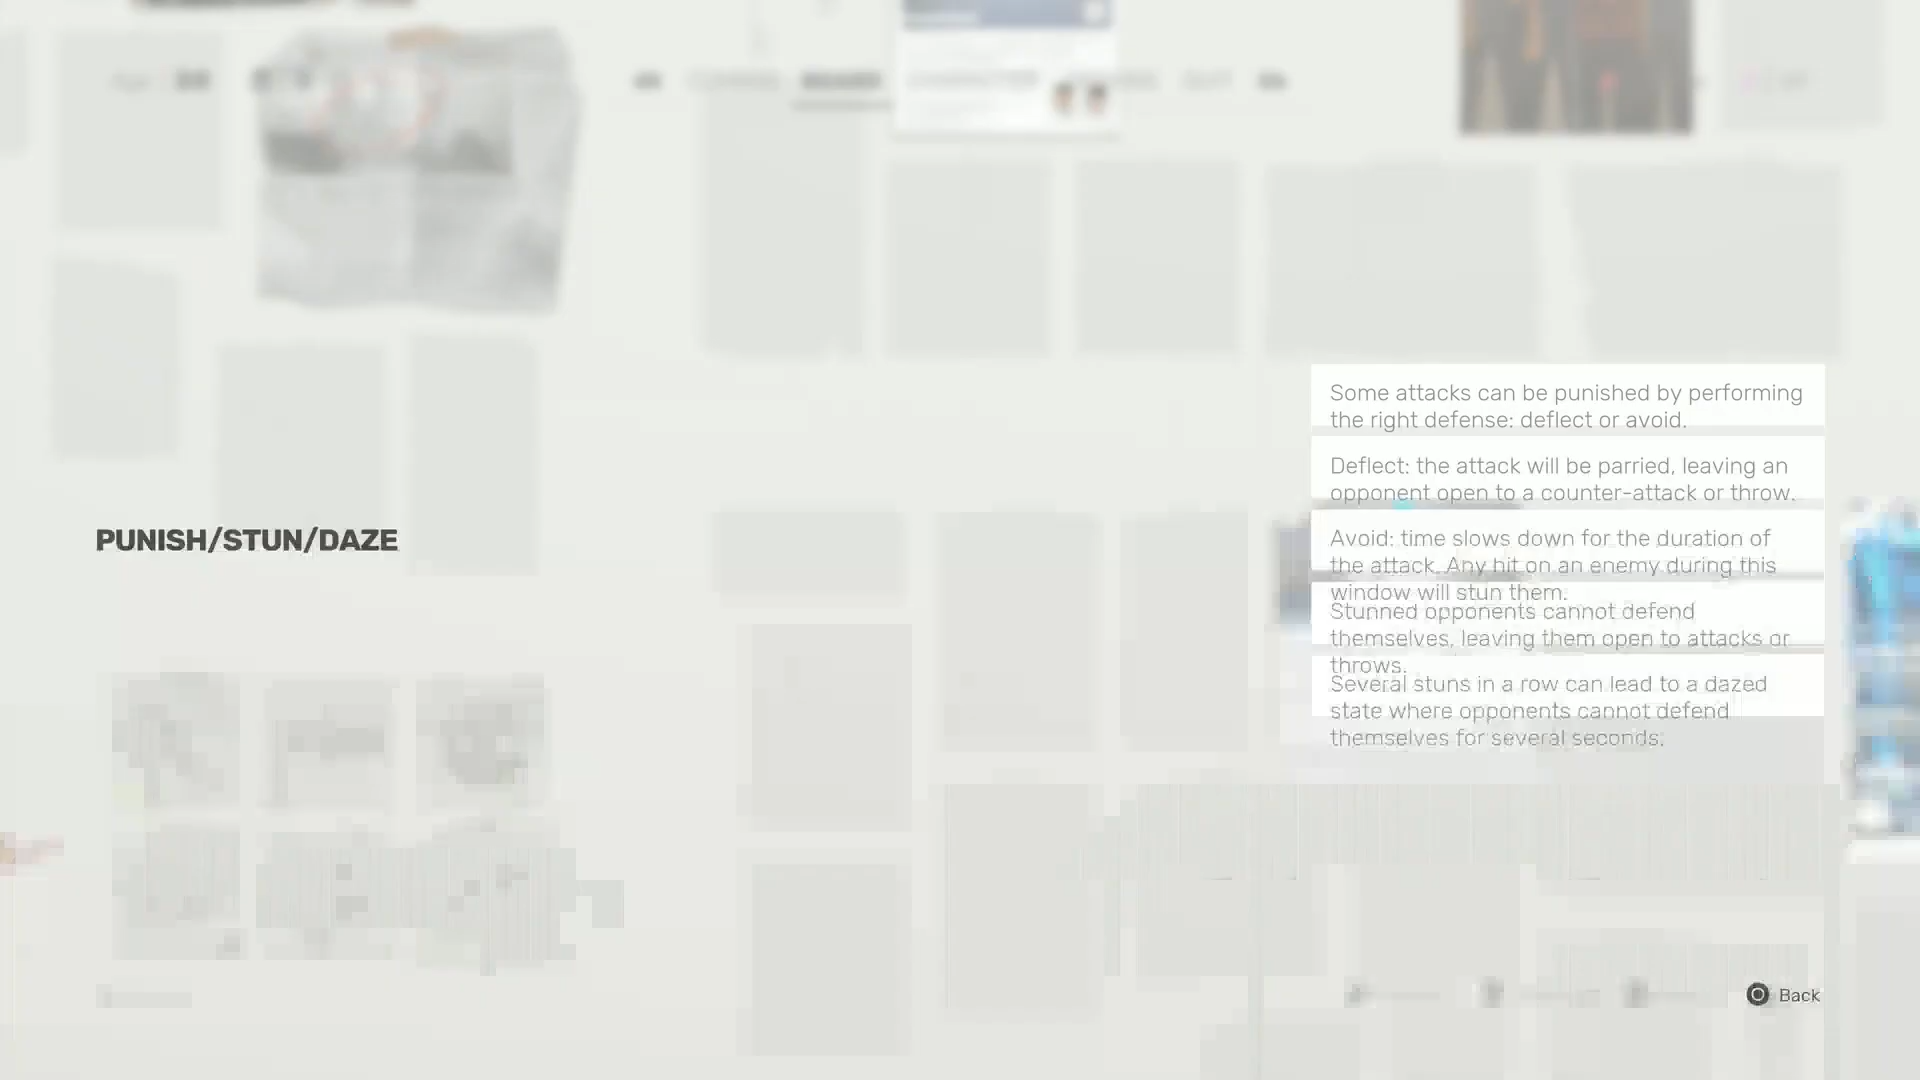 BOARD
PUNISH/STUN/DAZE
Some attacks can be punished by performing
the right defense: deflect or avoid.
Deflect: the attack will be parried, leaving an
opponent open to a counter-attack or throw.
Avoid: time slows down for the duration of
the attack. Any hit on an enemy during this
window will stun them.
Stunned opponents cannot defend
themselves, leaving them open to attacks or
throws.
Several stuns in a row can lead to a dazed
state where opponents cannot defend
themselves for several seconds.
Back